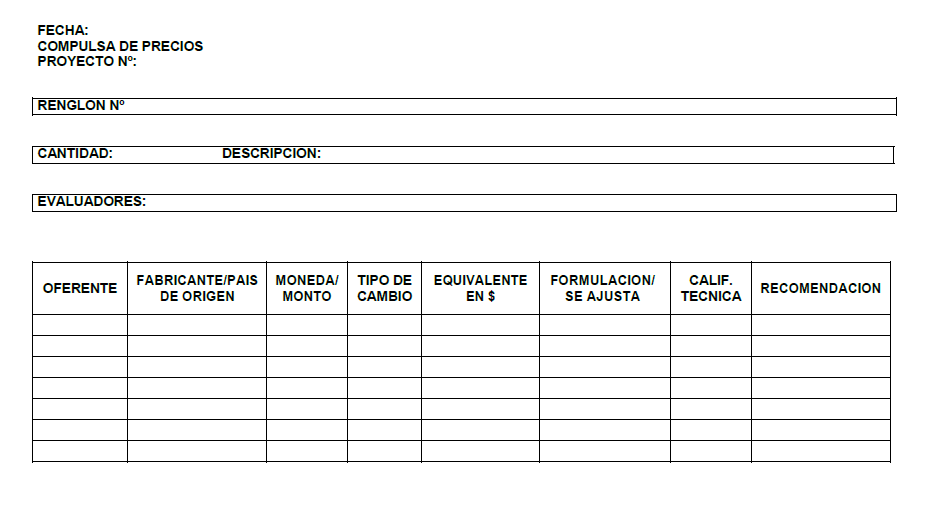 FECHA:
COMPULSA DE PRECIOS
PROYECTO Nº:
RENGLON Nº
CANTIDAD: DESCRIPCION:
EVALUADORES:
OFERENTE
FABRICANTE/PAIS
DE ORIGEN
MONEDA/
MONTO
TIPO DE
CAMBIO
EQUIVALENTE
EN $
FORMULACION/
SE AJUSTA
CALIF.
TECNICA
RECOMENDACION